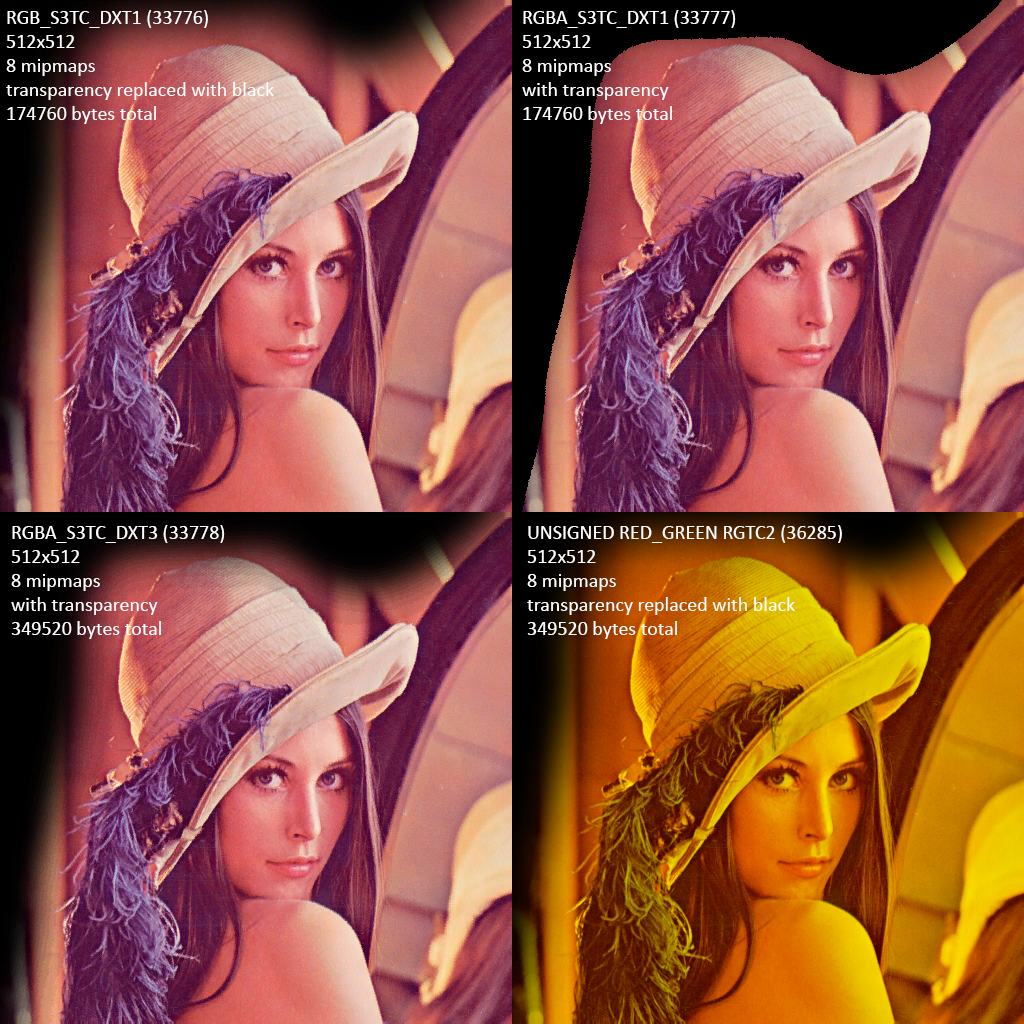 RGB_S3TC_DXT1 (33776)
512x512
8 mipmaps
transparency replaced with black
174760 bytes total
RGBA_S3TC_DXT1 (33777)
512x512
8 mipmaps
with transparency
174760 bytes total
RGBA_S3TC_DXT3 (33778)
512x512
8 mipmaps
with transparency
349520 bytes total
UNSIGNED RED_GREEN RGTC2 (36285)
512x512
8 mipmaps
transparency replaced with black
349520 bytes total